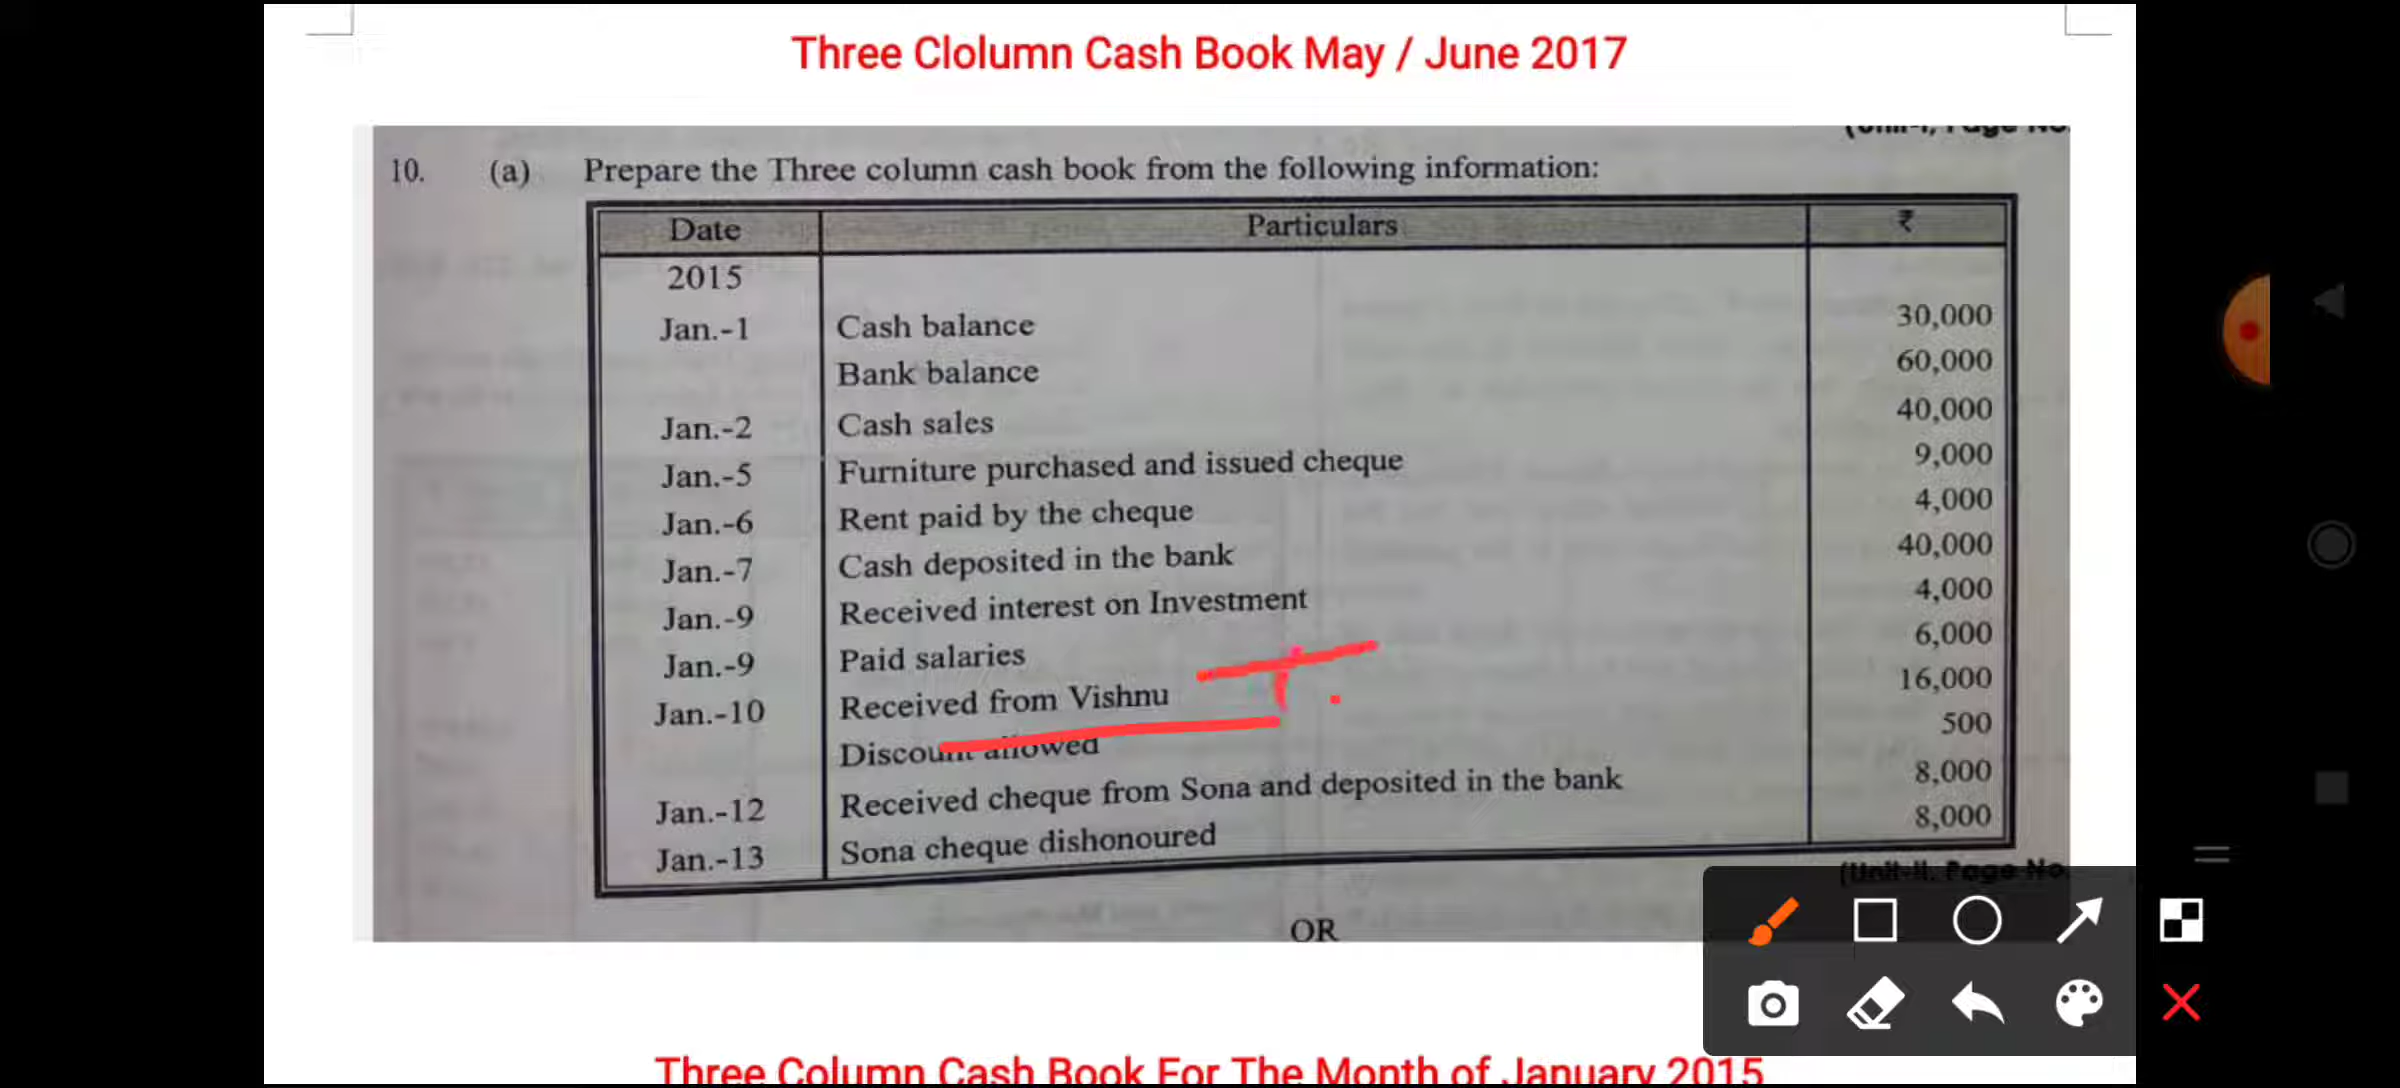 Three Clolumn Cash Book May / June 2017
10. (a) Prepare the Three column cash book from the following information:
Date Particulars ₹
2015
Jan.-1 Cash balance 30,000
Bank balance 60,000
Jan.-2 Cash sales 40,000
Jan.-5 Furniture purchased and issued cheque 9,000
Jan.-6 Rent paid by the cheque 4,000
Jan.-7 Cash deposited in the bank 40,000
Jan.-9 Received interest on Investment 4,000
Jan.-9 Paid salaries 6,000
Jan.-10 Received from Vishnu 16,000
Discount allowed 500
Jan.-12 Received cheque from Sona and deposited in the bank 8,000
Jan.-13 Sona cheque dishonoured 8,000
(Unit-II, Page No.
OR
Three Column Cash Book For The Month of January 2015